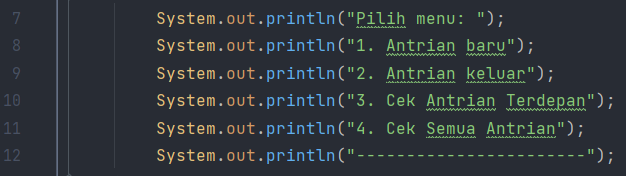 7 System.out.println("Pilih menu: ");
8 System.out.println("1. Antrian baru");
9 System.out.println("2. Antrian keluar");
10 System.out.println("3. Cek Antrian Terdepan");
11 System.out.println("4. Cek Semua Antrian");
12 System.out.println("-----------------------");